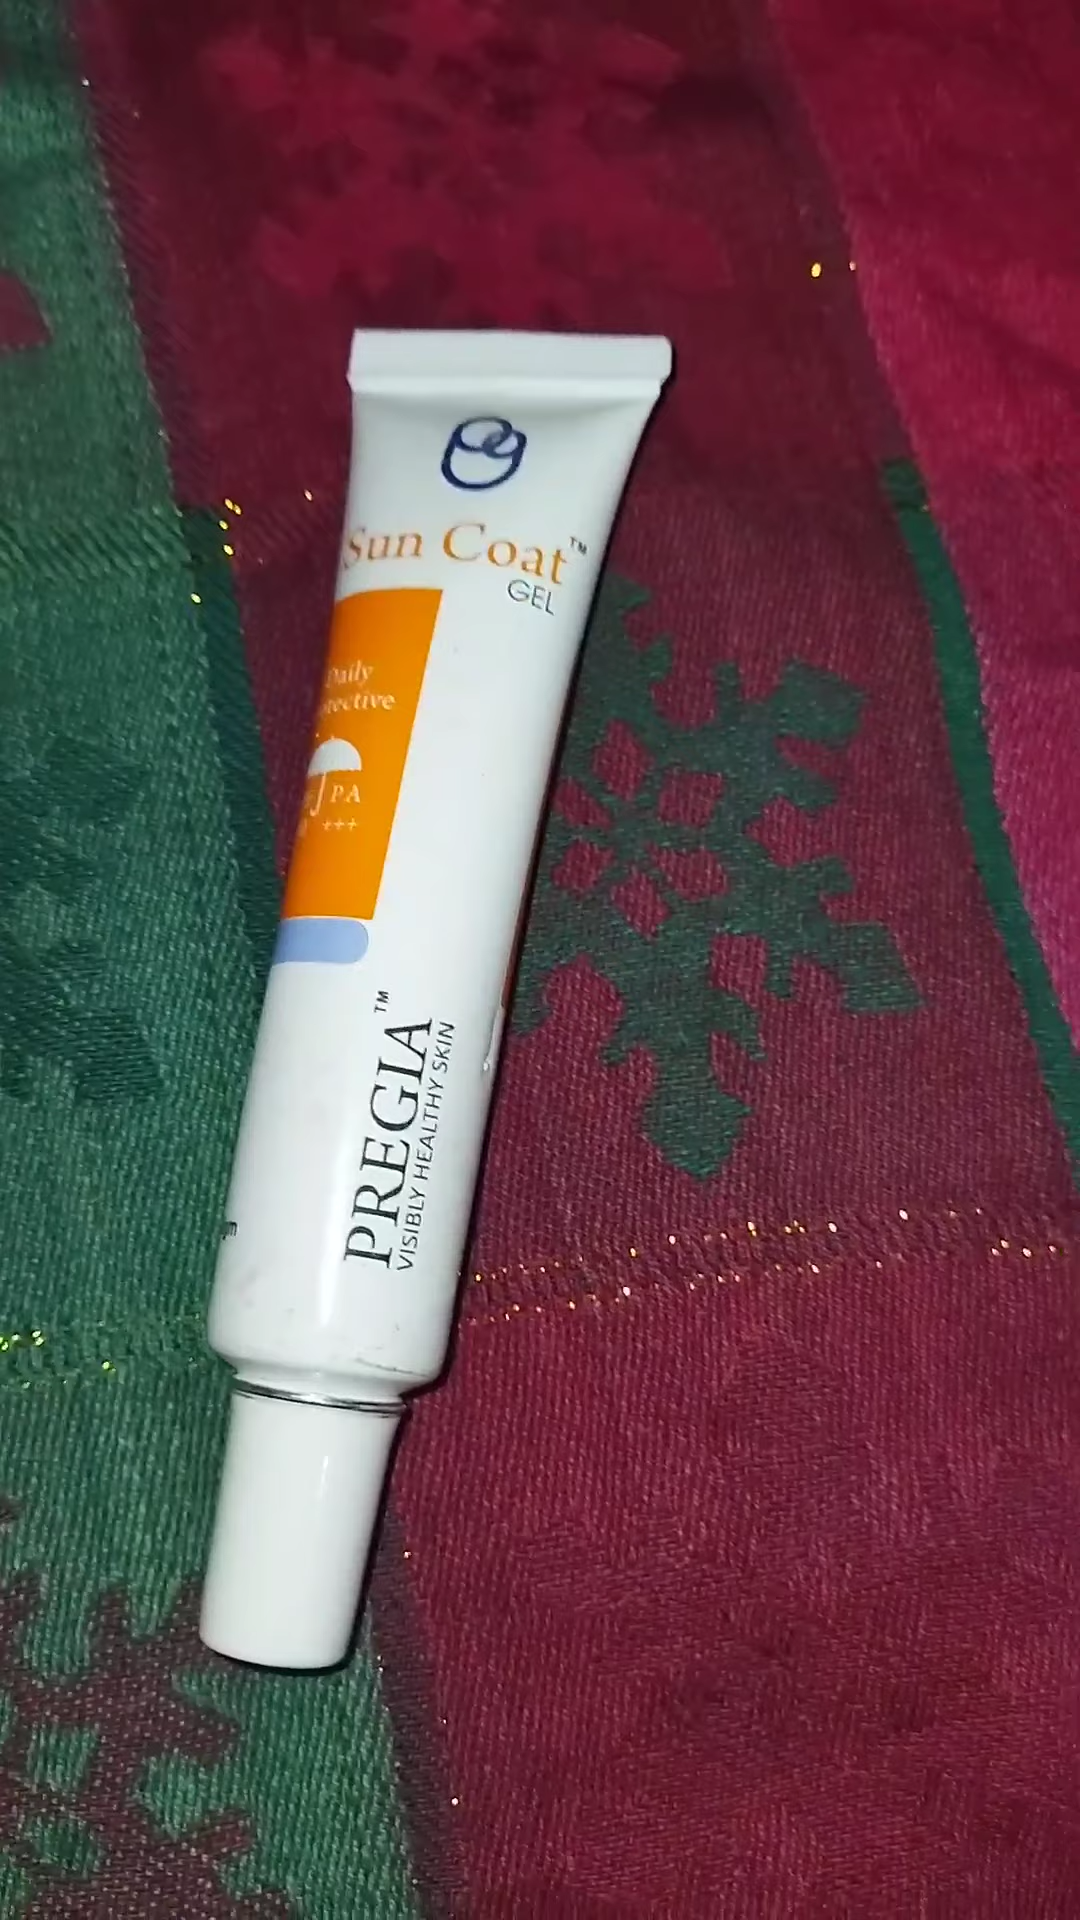 Sun Coat™
GEL
Daily
PA
+++
PREGIA™
VISIBLY HEALTHY SKIN